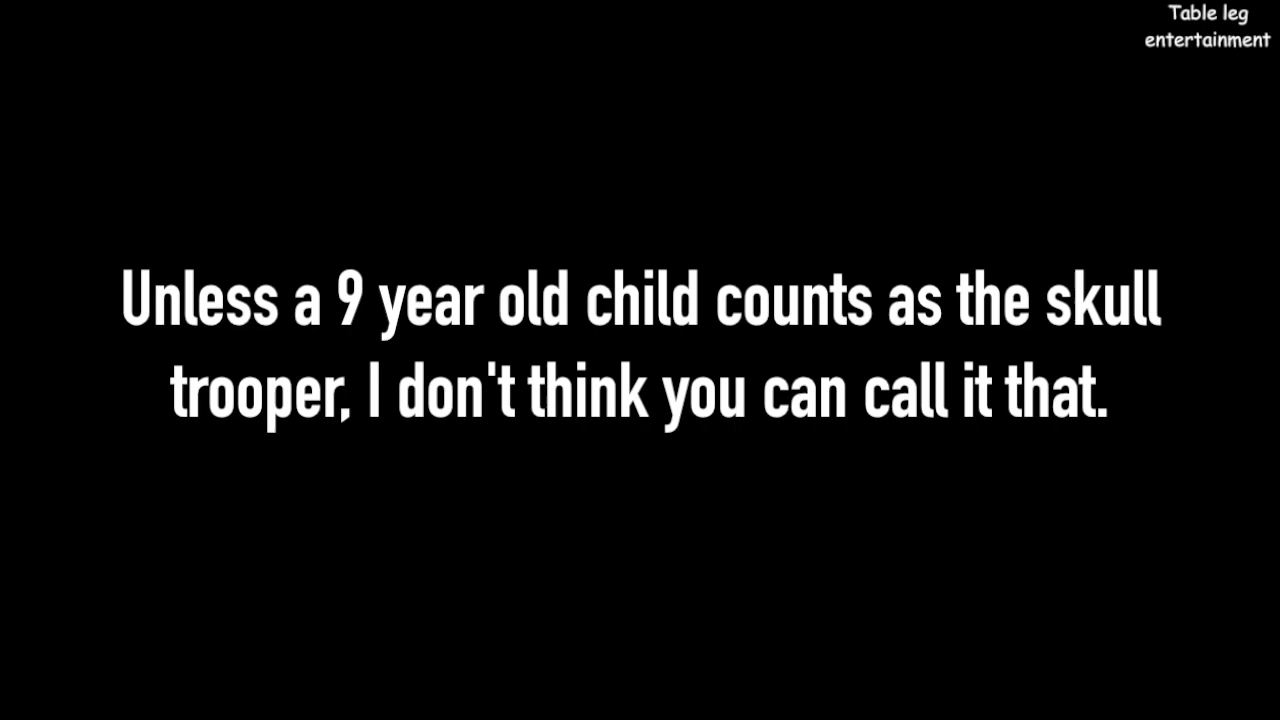 Table leg
entertainment
Unless a 9 year old child counts as the skull
trooper, I don't think you can call it that.